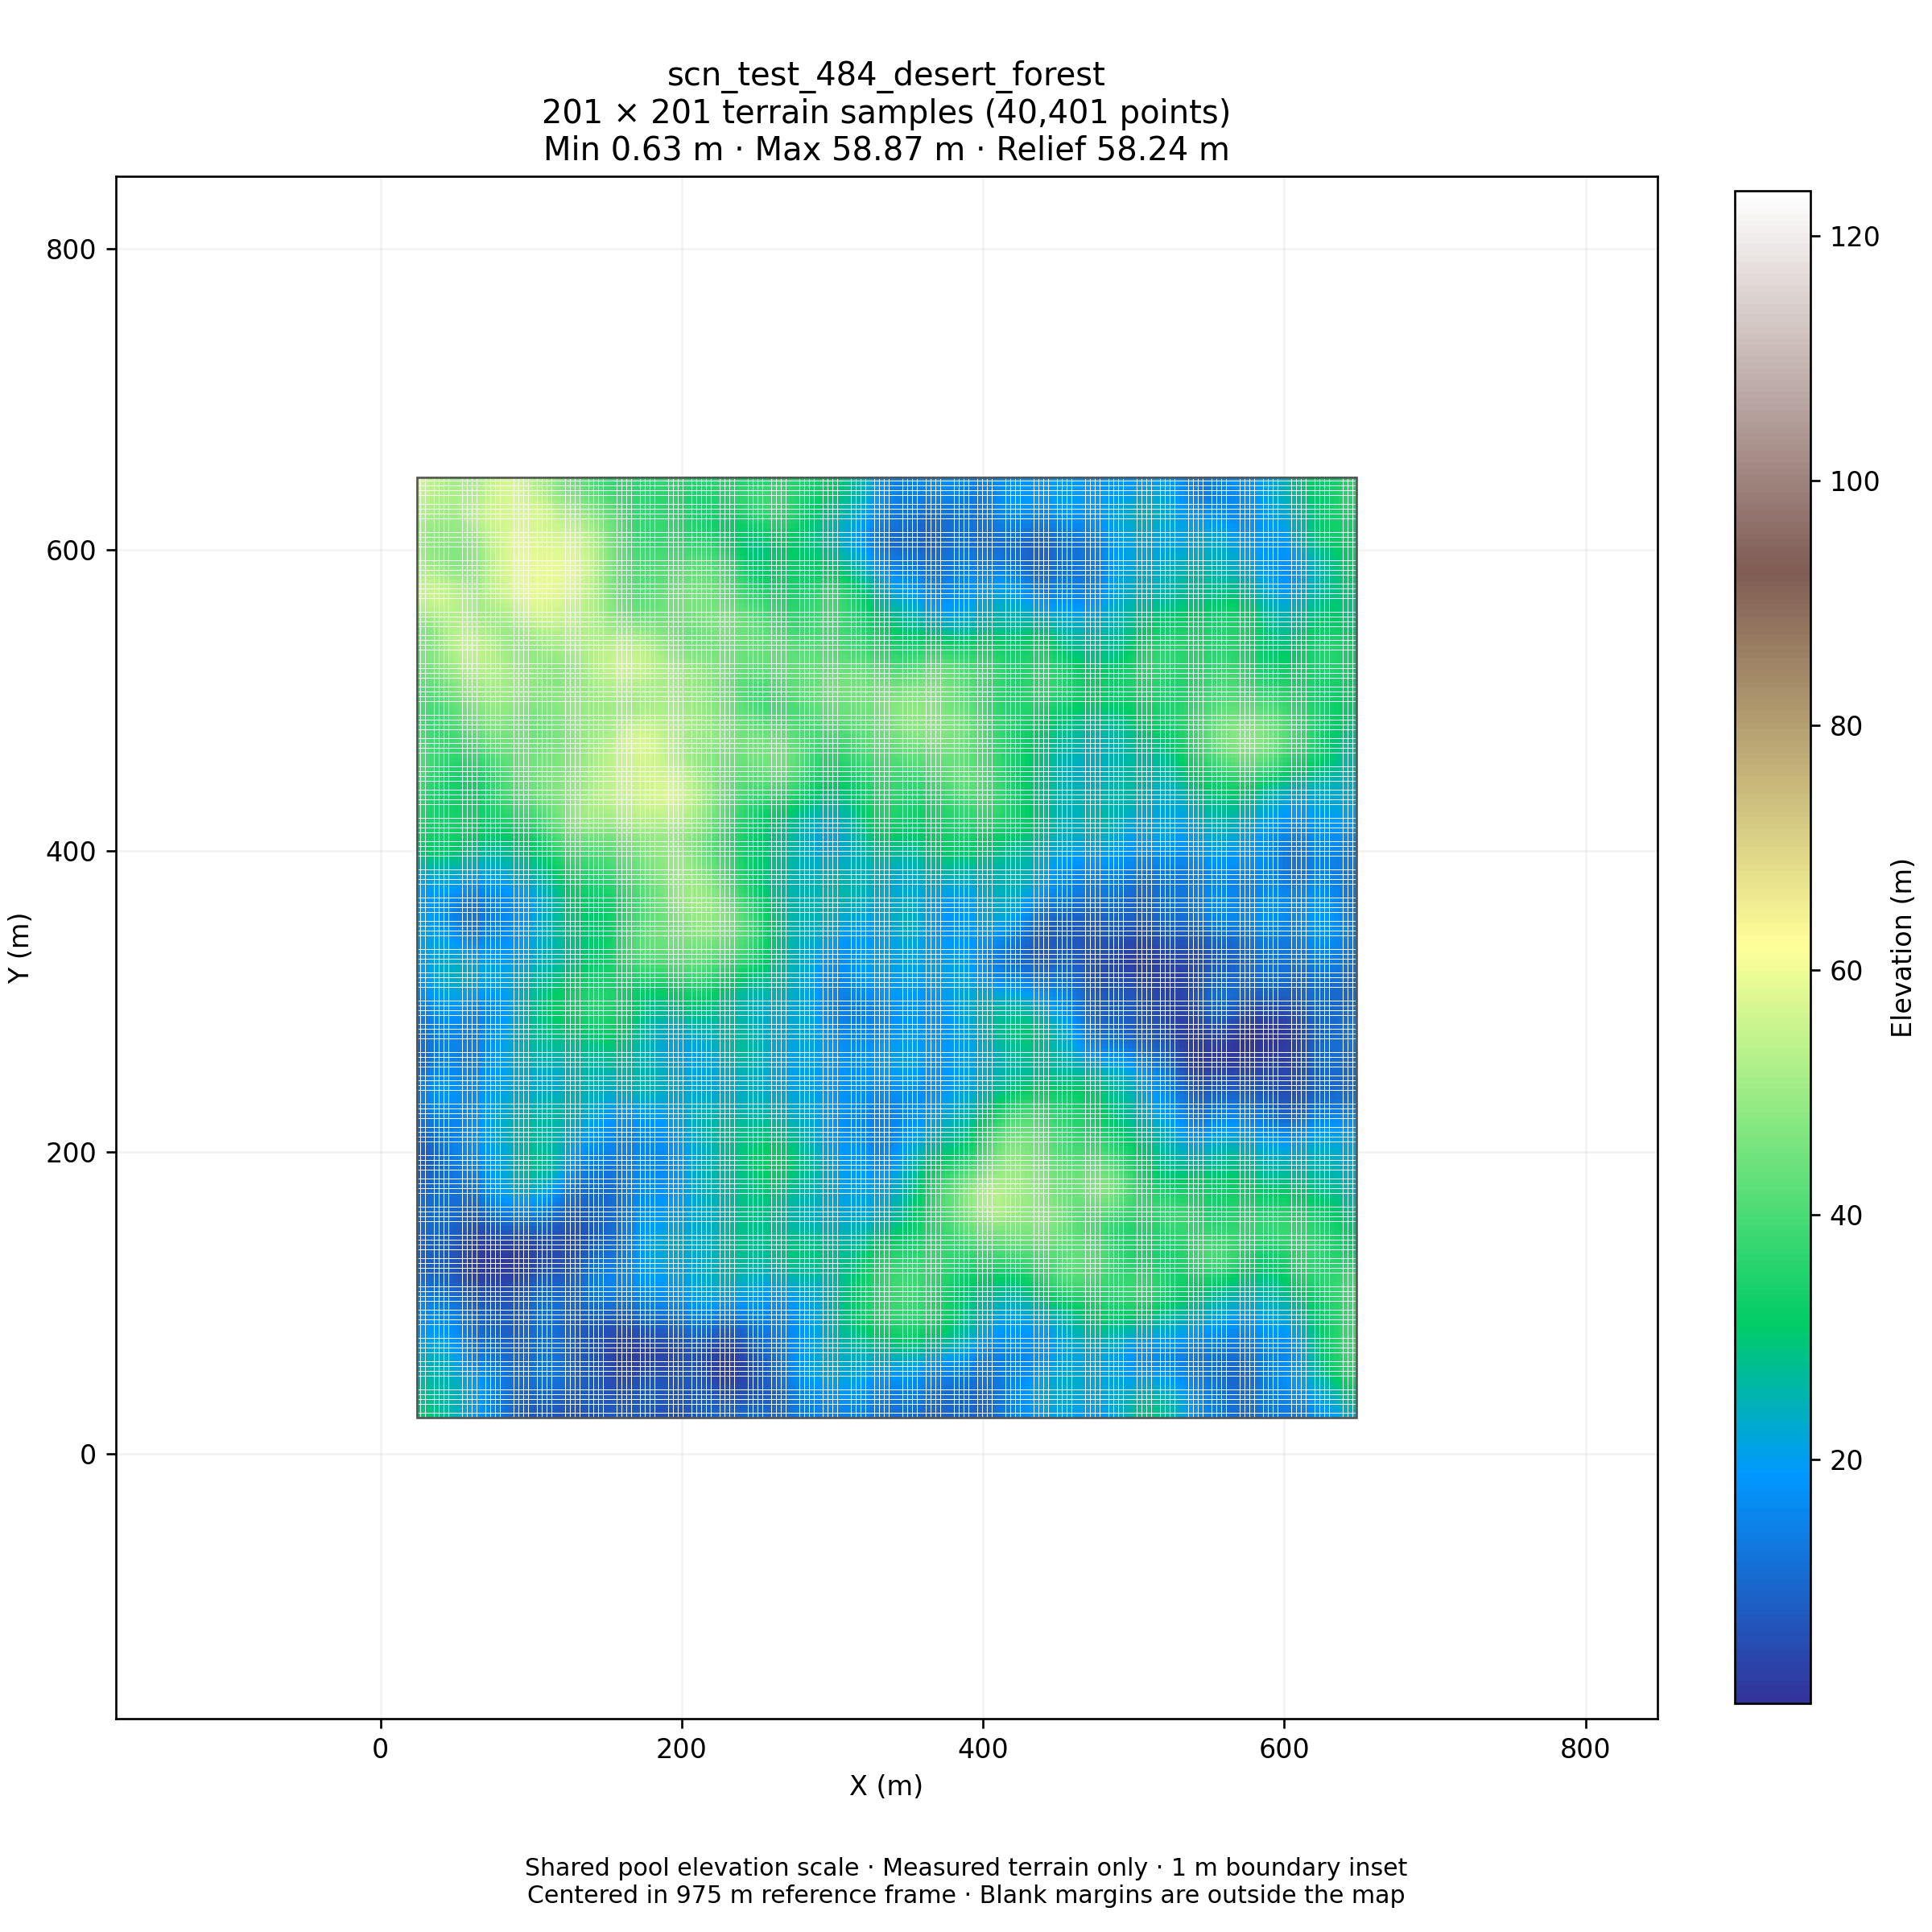 scn_test_484_desert_forest
201 × 201 terrain samples (40,401 points)
Min 0.63 m · Max 58.87 m · Relief 58.24 m
800
600
400
200
0
Y (m)
0
200
400
600
800
X (m)
120
100
80
60
40
20
Elevation (m)
Shared pool elevation scale · Measured terrain only · 1 m boundary inset
Centered in 975 m reference frame · Blank margins are outside the map